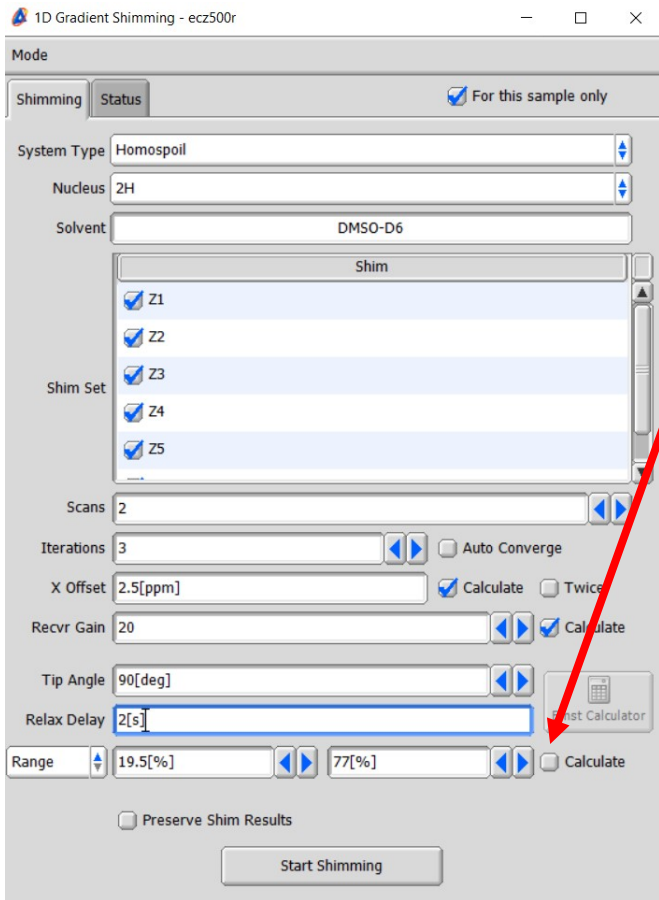 1D Gradient Shimming - ecz500r
Mode
Shimming Status For this sample only
System Type Homospoil
Nucleus 2H
Solvent DMSO-D6
Shim
Z1
Z2
Z3
Shim Set
Z4
Z5
Scans 2
Iterations 3 Auto Converge
X Offset 2.5[ppm] Calculate Twice
Recvr Gain 20 Calculate
Tip Angle 90[deg]
Relax Delay 2[s] Calculator
Range 19.5[%] 77[%] Calculate
Preserve Shim Results
Start Shimming